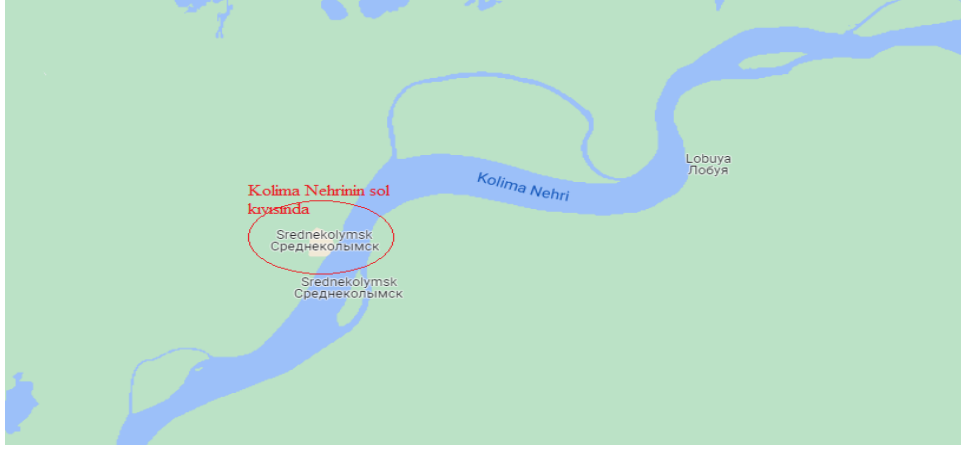 Lobuya
Лобуя
Kolima Nehri
Kolima Nehrinin sol
kıyısında
Srednekolymsk
Среднеколымск
Srednekolymsk
Среднеколымск